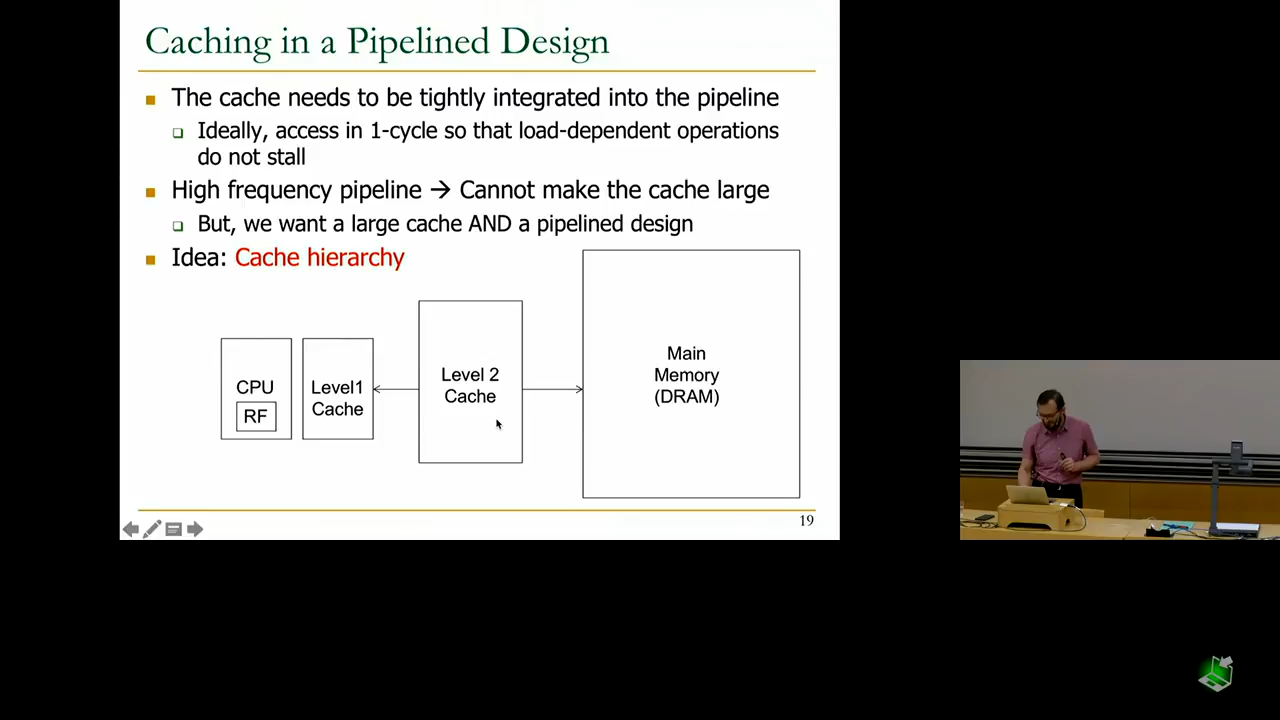 Caching in a Pipelined Design
The cache needs to be tightly integrated into the pipeline
Ideally, access in 1-cycle so that load-dependent operations
do not stall
High frequency pipeline → Cannot make the cache large
But, we want a large cache AND a pipelined design
Idea: Cache hierarchy
CPU
RF
Level1
Cache
Level 2
Cache
Main
Memory
(DRAM)
19